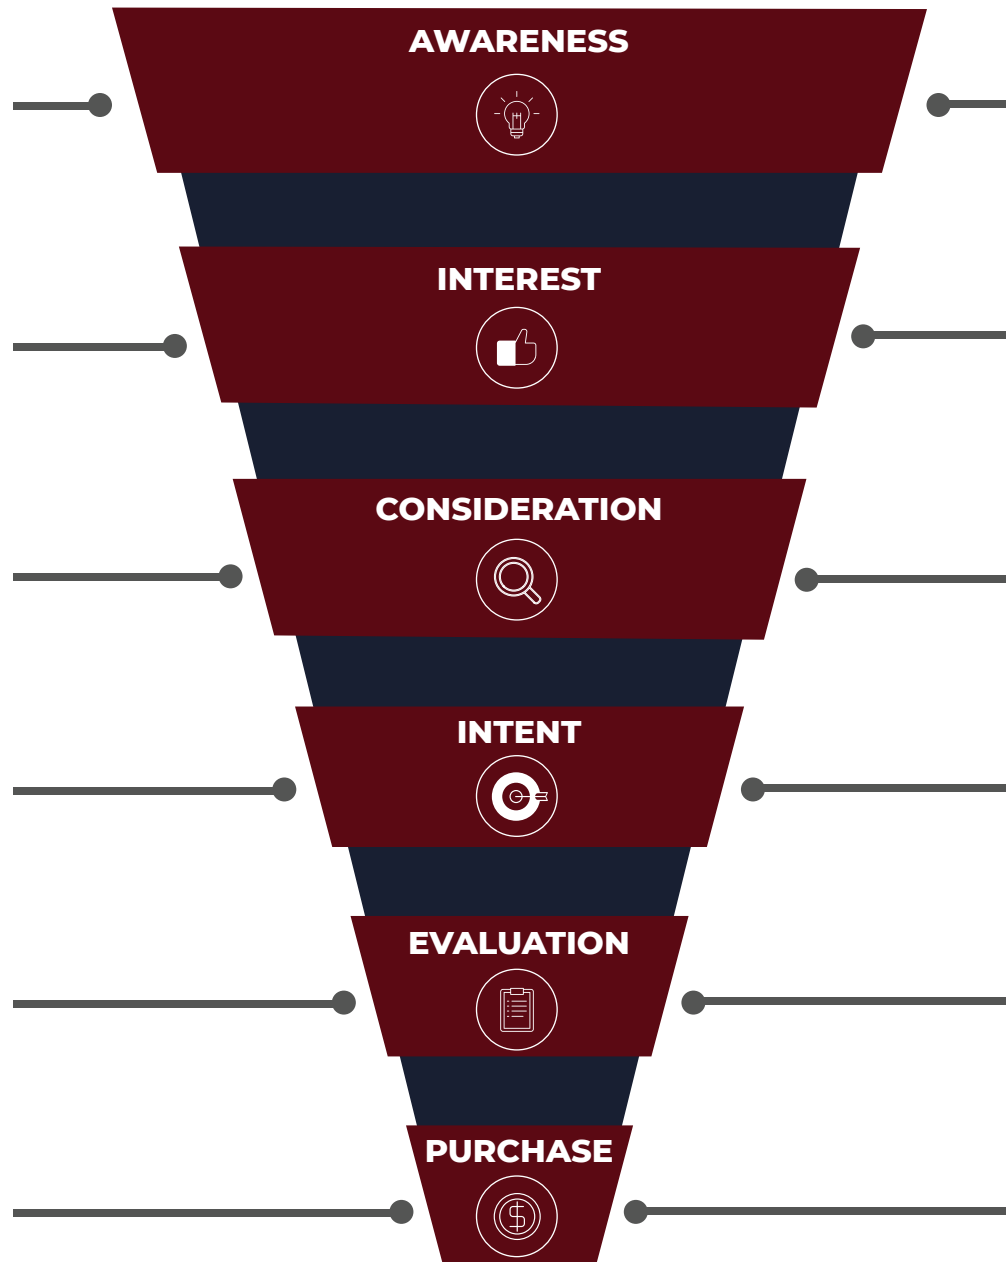 AWARENESS
INTEREST
CONSIDERATION
INTENT
EVALUATION
PURCHASE